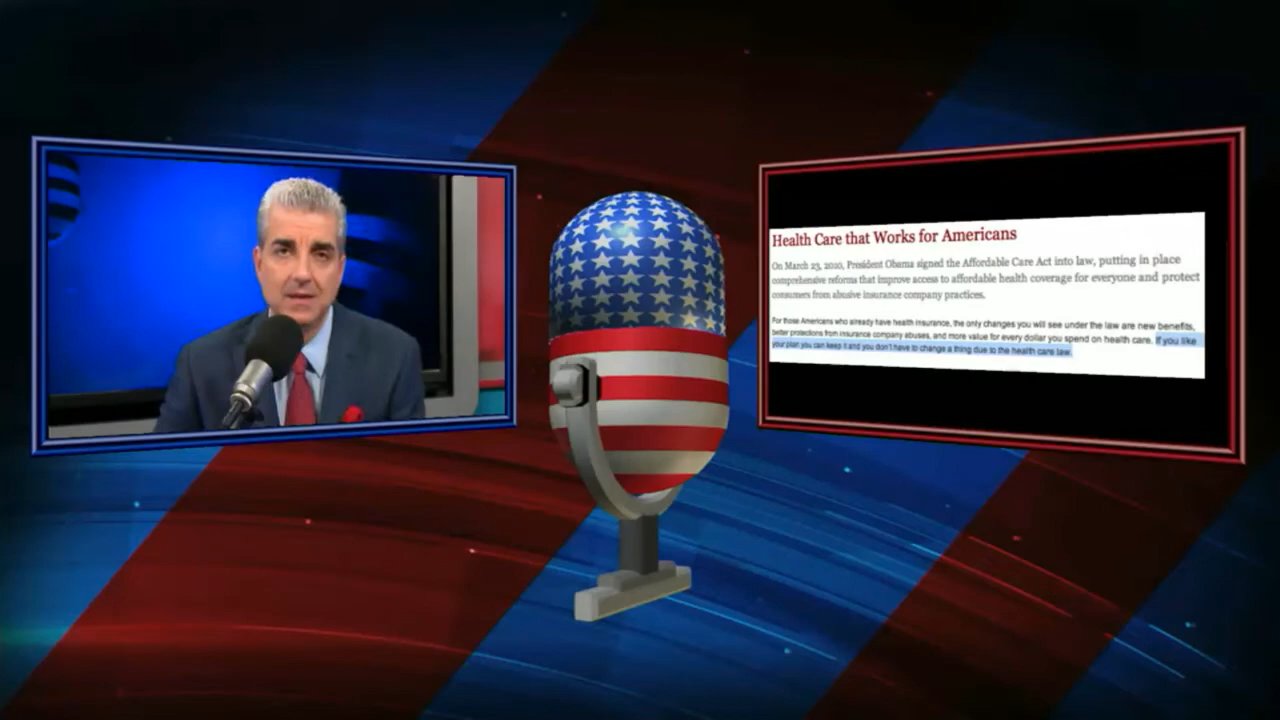 Health Care that Works for Americans
On March 23, 2010, President Obama signed the Affordable Care Act into law, putting in place
comprehensive reforms that improve access to affordable health coverage for everyone and protect
consumers from abusive insurance company practices.
For those Americans who already have health insurance, the only changes you will see under the law are new benefits,
better protections from insurance company abuses, and more value for every dollar you spend on health care. If you like
your plan you can keep it and you don't have to change a thing due to the health care law.